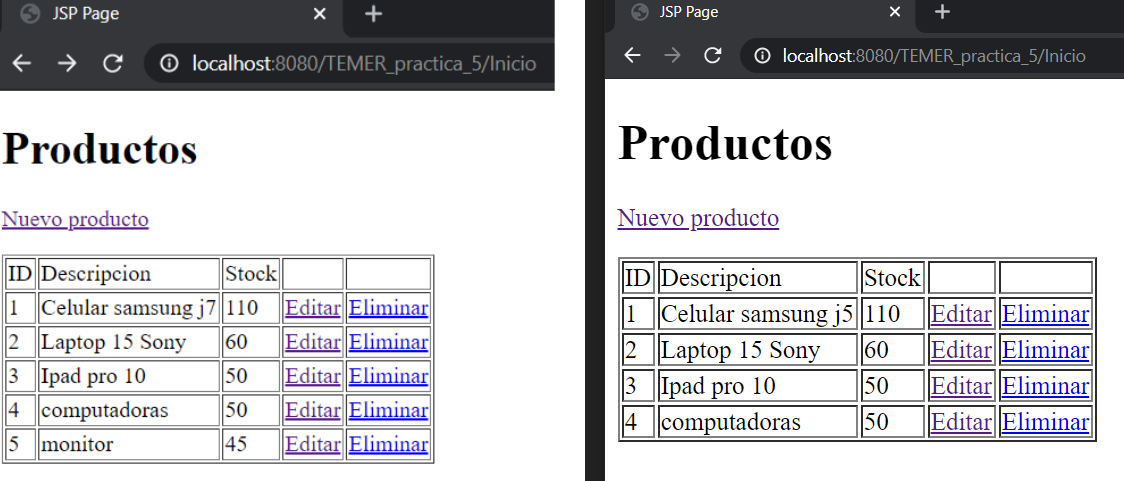 JSP Page
localhost:8080/TEMER_practica_5/Inicio
Productos
Nuevo producto
ID Descripcion Stock
1 Celular samsung j7 110 Editar Eliminar
2 Laptop 15 Sony 60 Editar Eliminar
3 Ipad pro 10 50 Editar Eliminar
4 computadoras 50 Editar Eliminar
5 monitor 45 Editar Eliminar
JSP Page
localhost:8080/TEMER_practica_5/Inicio
Productos
Nuevo producto
ID Descripcion Stock
1 Celular samsung j5 110 Editar Eliminar
2 Laptop 15 Sony 60 Editar Eliminar
3 Ipad pro 10 50 Editar Eliminar
4 computadoras 50 Editar Eliminar